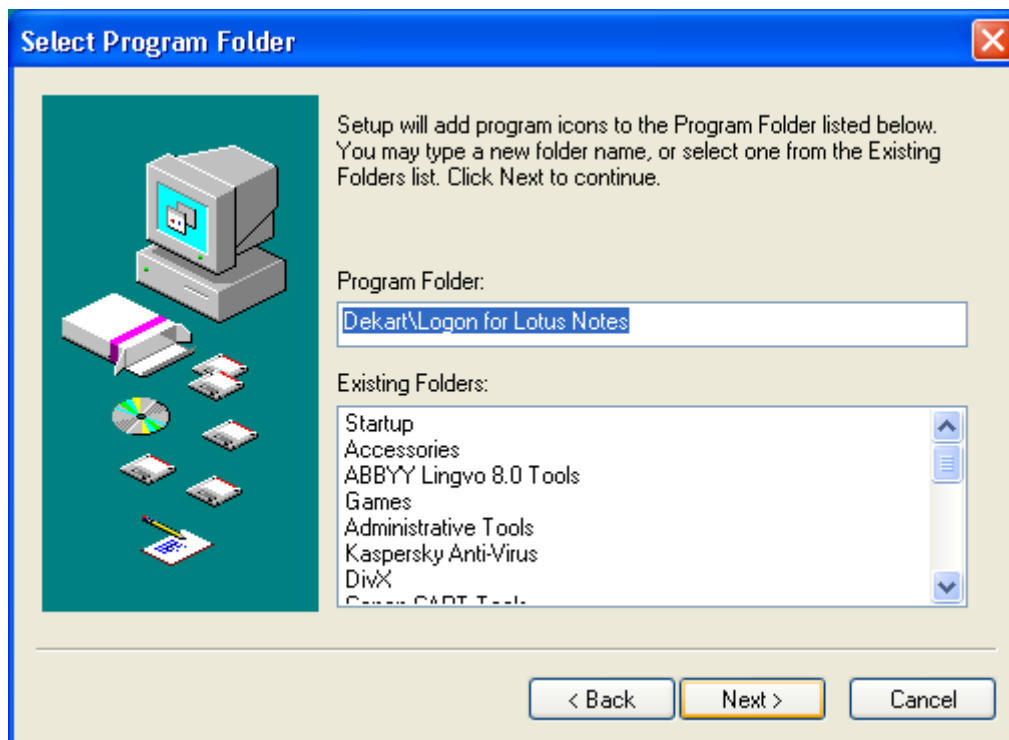 Select Program Folder
Setup will add program icons to the Program Folder listed below.
You may type a new folder name, or select one from the Existing
Folders list. Click Next to continue.
Program Folder:
Dekart\Logon for Lotus Notes
Existing Folders:
Startup
Accessories
ABBYY Lingvo 8.0 Tools
Games
Administrative Tools
Kaspersky Anti-Virus
DivX
< Back
Next >
Cancel